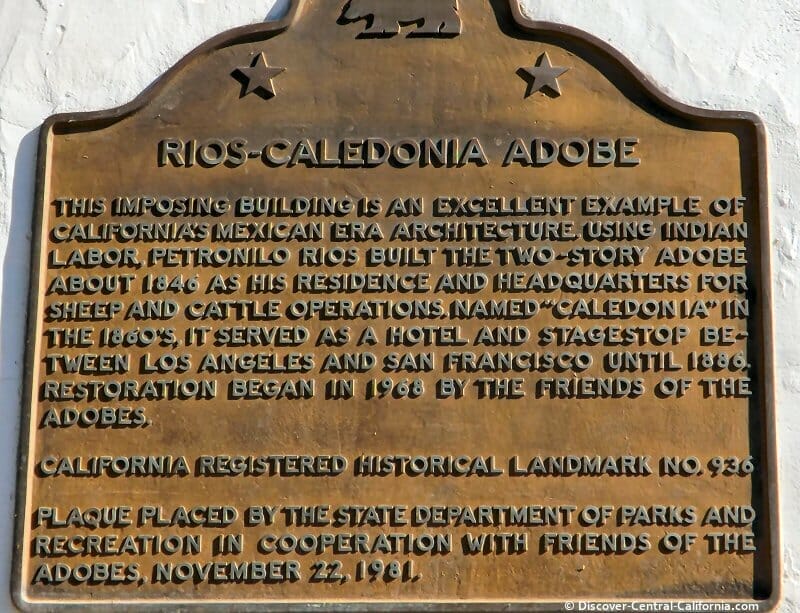 RIOS-CALEDONIA ADOBE
THIS IMPOSING BUILDING IS AN EXCELLENT EXAMPLE OF
CALIFORNIA'S MEXICAN ERA ARCHITECTURE. USING INDIAN
LABOR, PETRONILO RIOS BUILT THE TWO-STORY ADOBE
ABOUT 1846 AS HIS RESIDENCE AND HEADQUARTERS FOR
SHEEP AND CATTLE OPERATIONS. NAMED "CALEDONIA" IN
THE 1860'S, IT SERVED AS A HOTEL AND STAGESTOP BE-
TWEEN LOS ANGELES AND SAN FRANCISCO UNTIL 1886.
RESTORATION BEGAN IN 1968 BY THE FRIENDS OF THE
ADOBES.
CALIFORNIA REGISTERED HISTORICAL LANDMARK NO. 936
PLAQUE PLACED BY THE STATE DEPARTMENT OF PARKS AND
RECREATION IN COOPERATION WITH FRIENDS OF THE
ADOBES, NOVEMBER 22, 1981.
© Discover-Central-California.com